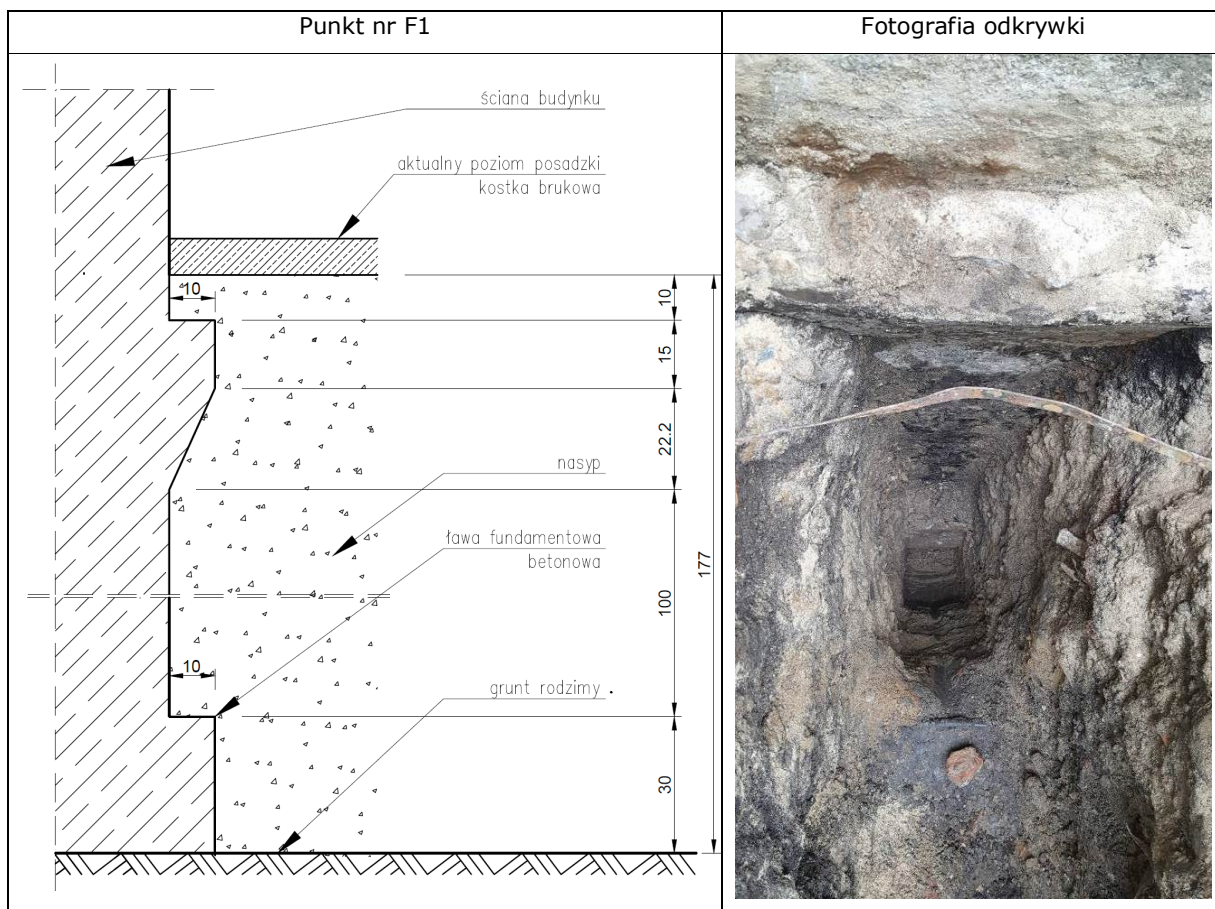 Punkt nr F1
Fotografia odkrywki
ściana budynku
aktualny poziom posadzki
kostka brukowa
10
10
15
22.2
nasyp
ława fundamentowa
betonowa
100
177
10
grunt rodzimy
30